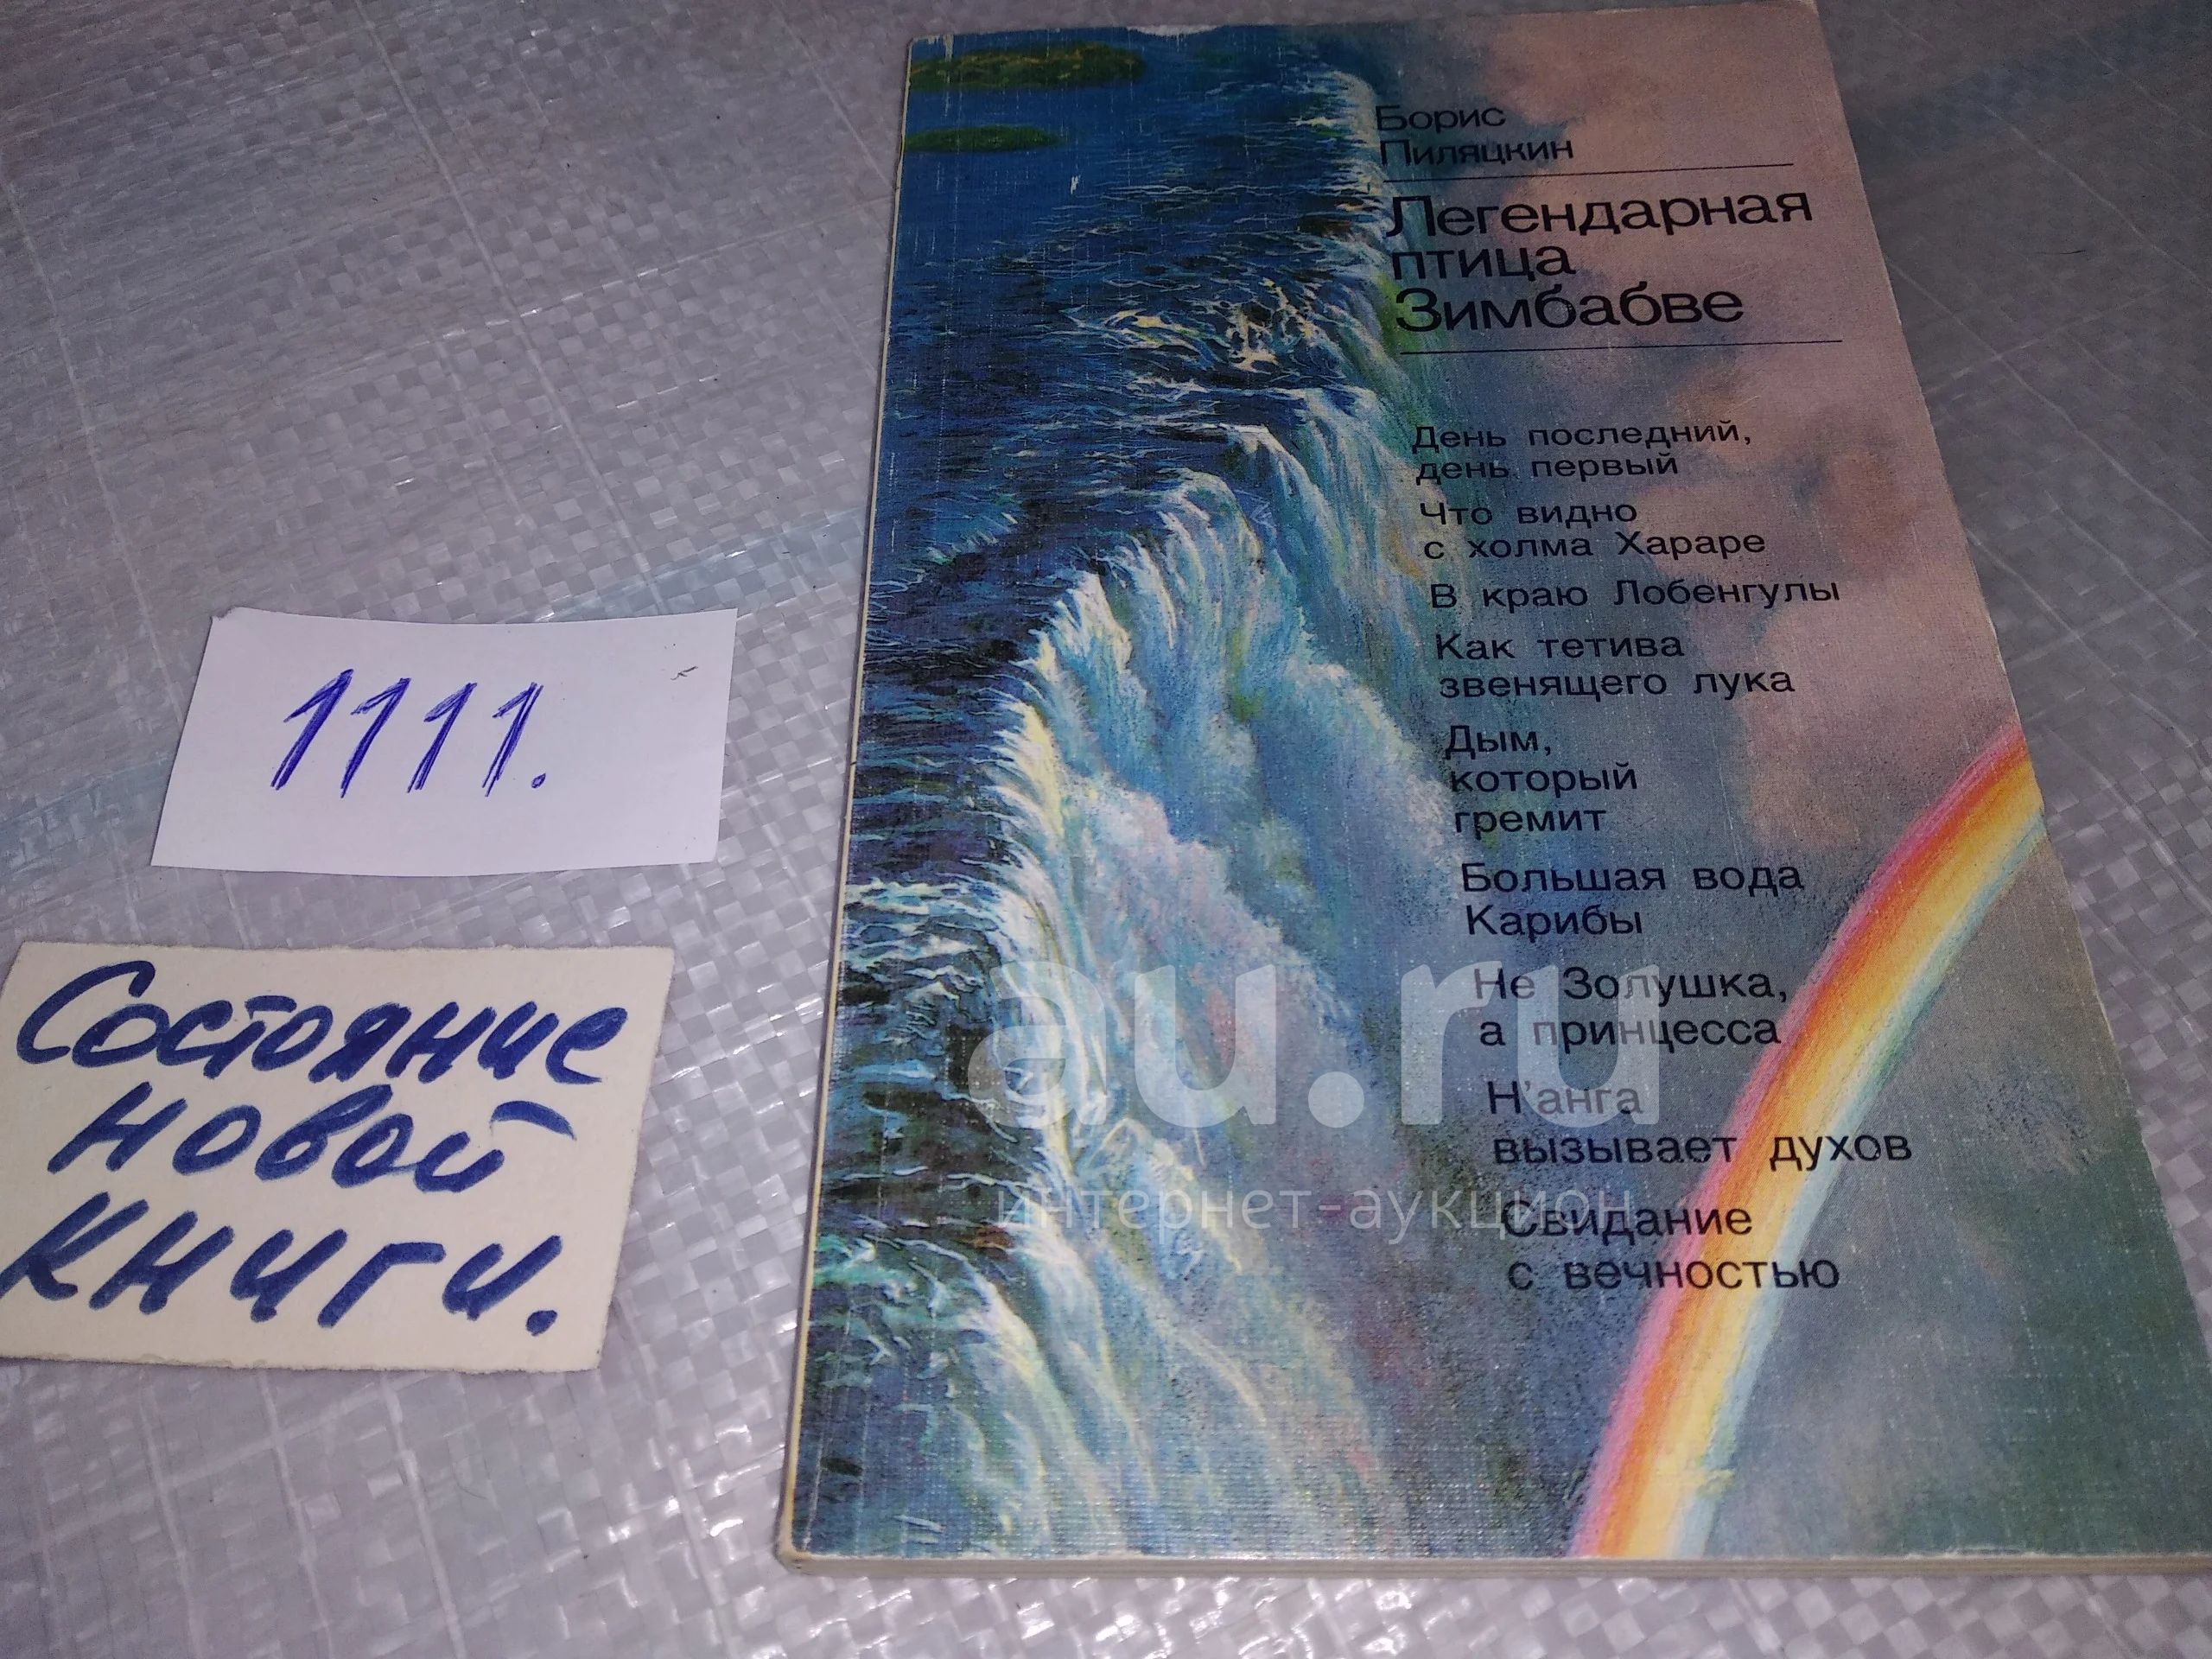 Борис
Пиляцкин
Легендарная
птица
Зимбабве
День последний,
день первый
Что видно
с холма Хараре
В краю Лобенгулы
Как тетива
звенящего лука
Дым,
который
гремит
Большая вода
Карибы
Не Золушка,
а принцесса
Н'анга
вызывает духов
Свидание
с вечностью
1111.
Состояние
новой
книги.
au.ru
интернет-аукцион